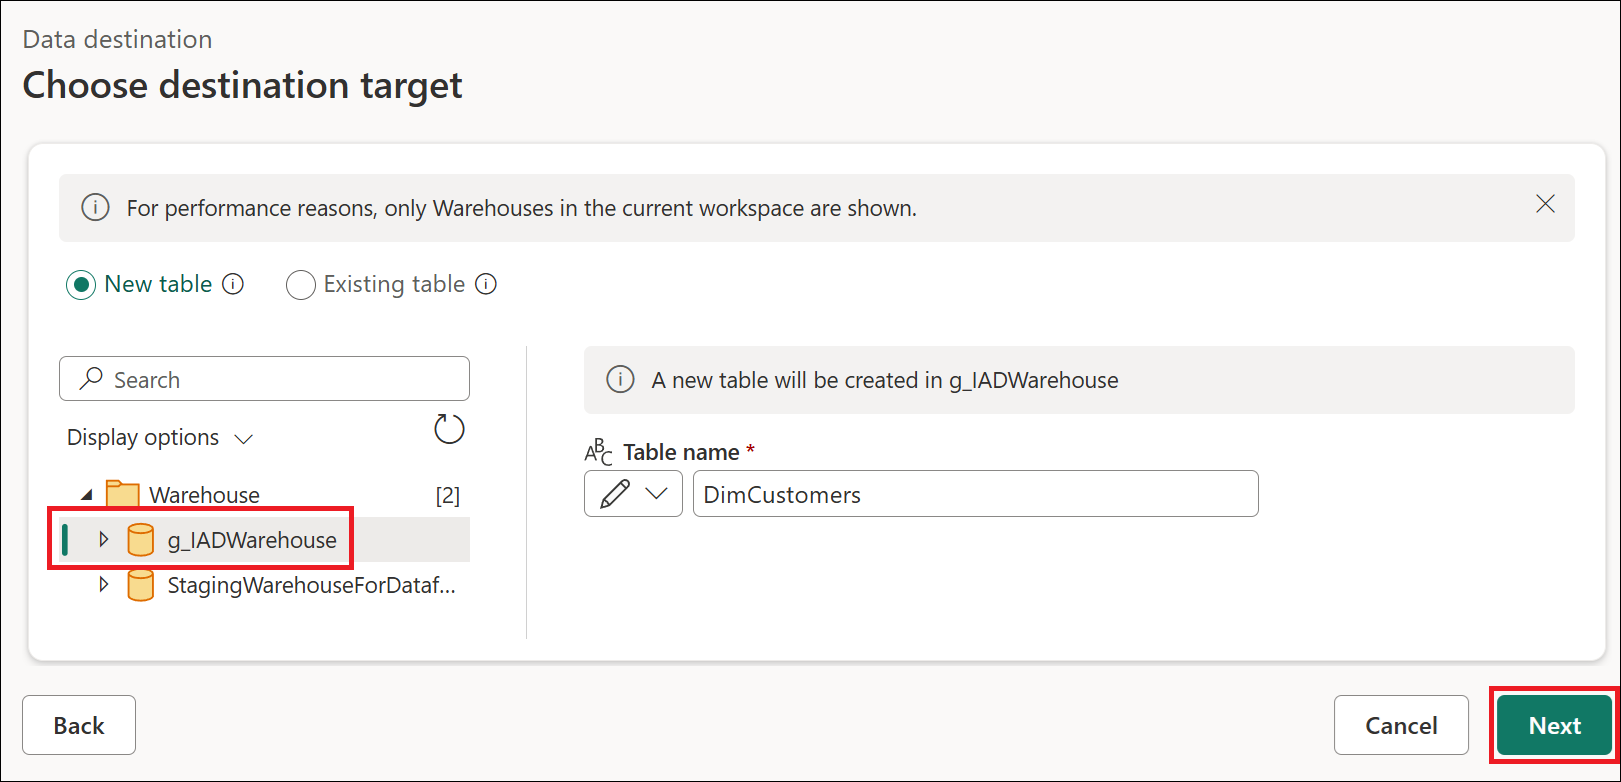 Data destination
Choose destination target
For performance reasons, only Warehouses in the current workspace are shown.
New table
Existing table
Search
Display options
Warehouse [2]
g_IADWarehouse
StagingWarehouseForDataf...
A new table will be created in g_IADWarehouse
ABC Table name *
DimCustomers
Back
Cancel
Next